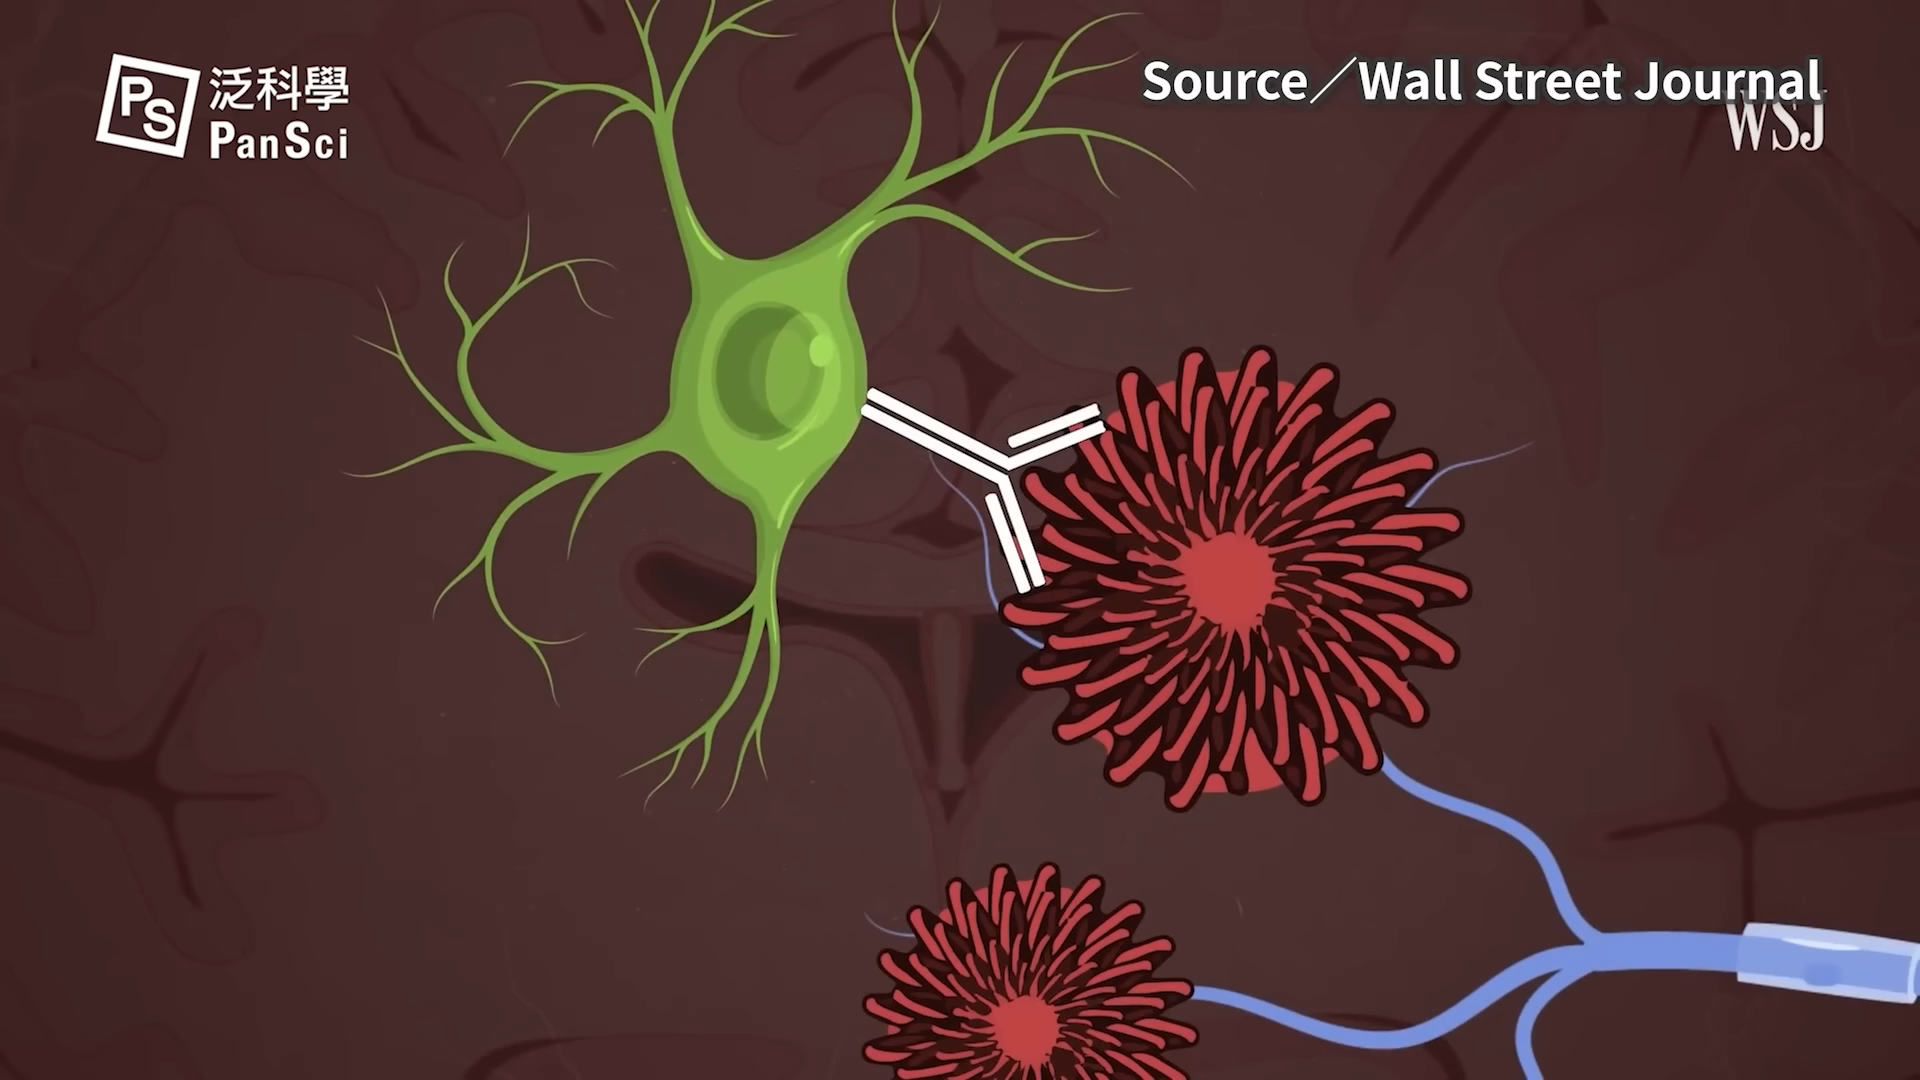 PS
泛科學
PanSci
Source／Wall Street Journal
WSJ